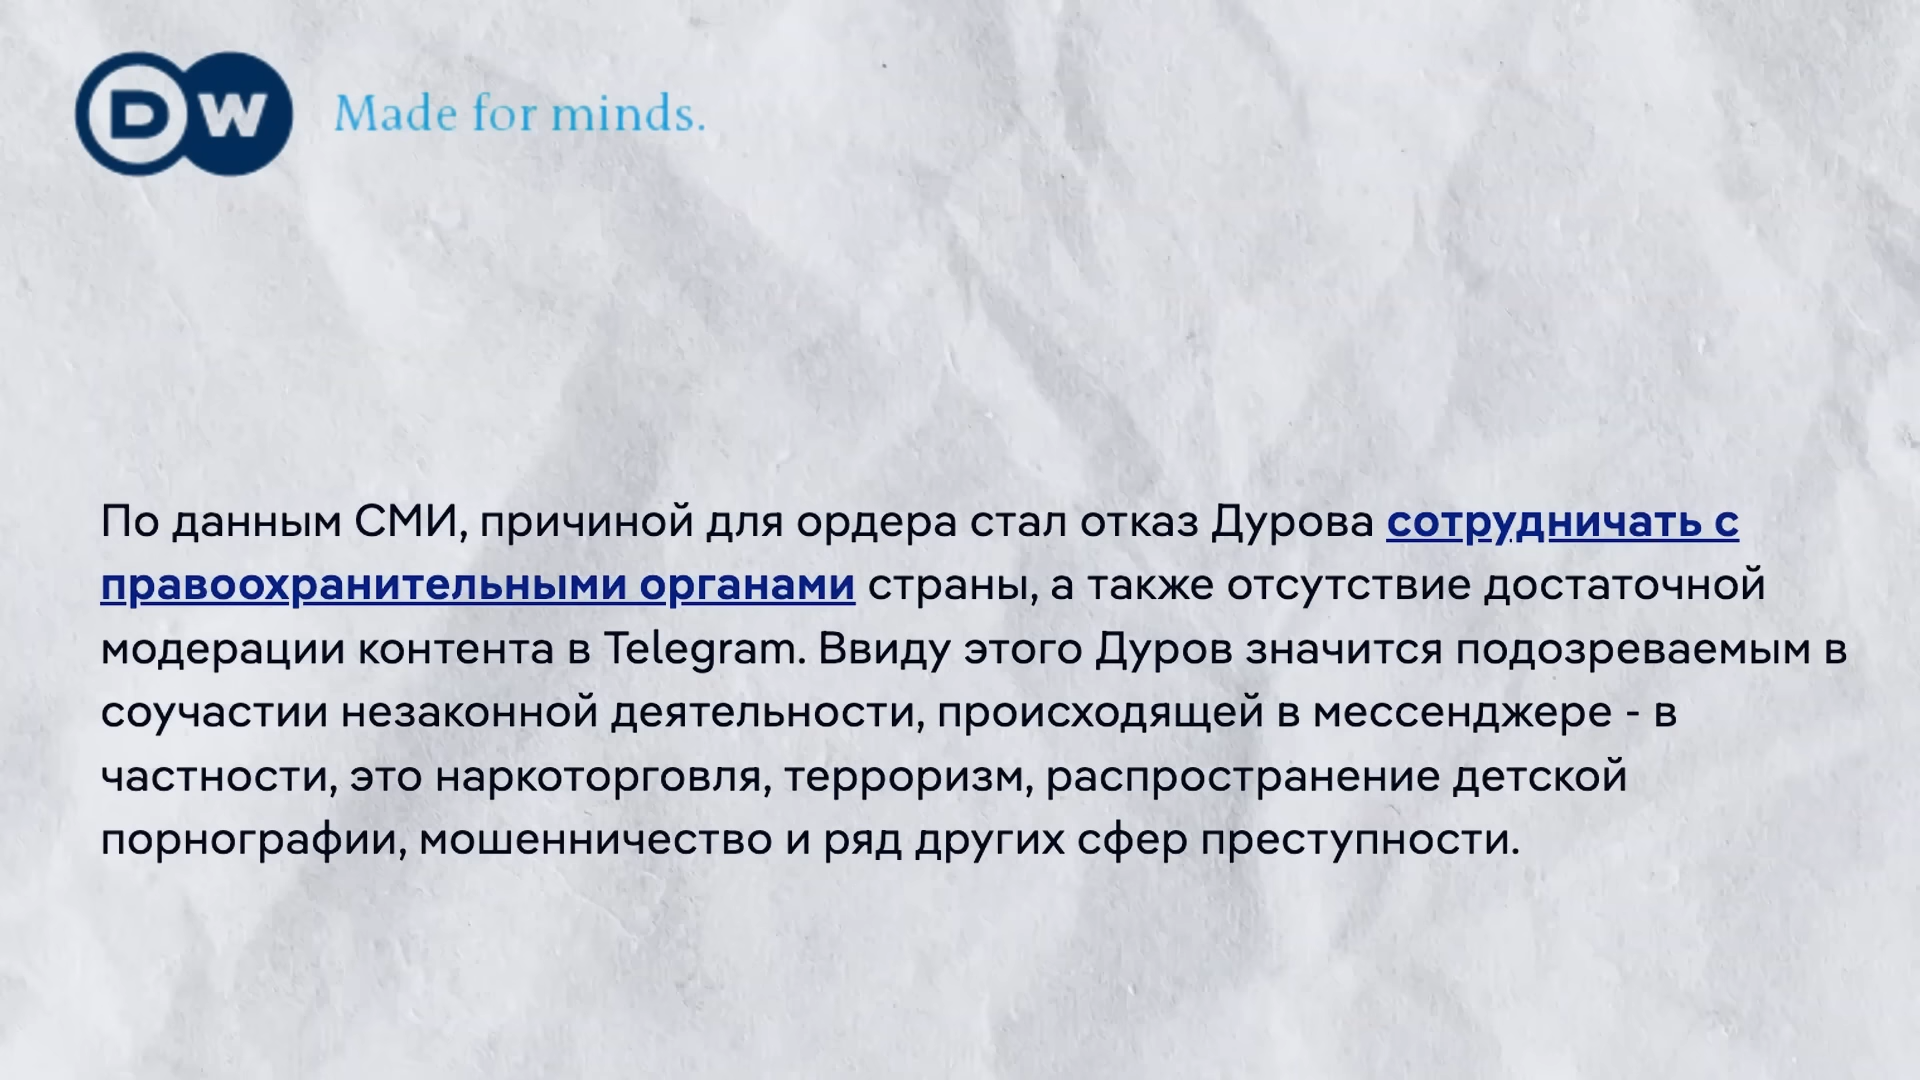 DW Made for minds.
По данным СМИ, причиной для ордера стал отказ Дурова сотрудничать с
правоохранительными органами страны, а также отсутствие достаточной
модерации контента в Telegram. Ввиду этого Дуров значится подозреваемым в
соучастии незаконной деятельности, происходящей в мессенджере - в
частности, это наркоторговля, терроризм, распространение детской
порнографии, мошенничество и ряд других сфер преступности.